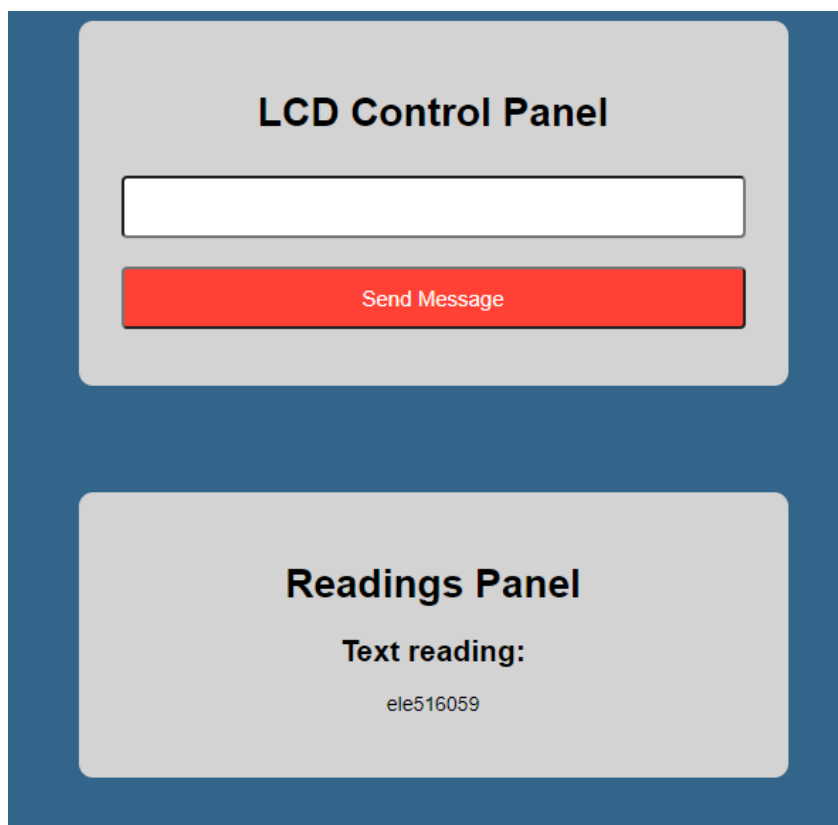 LCD Control Panel
Send Message
Readings Panel
Text reading:
ele516059